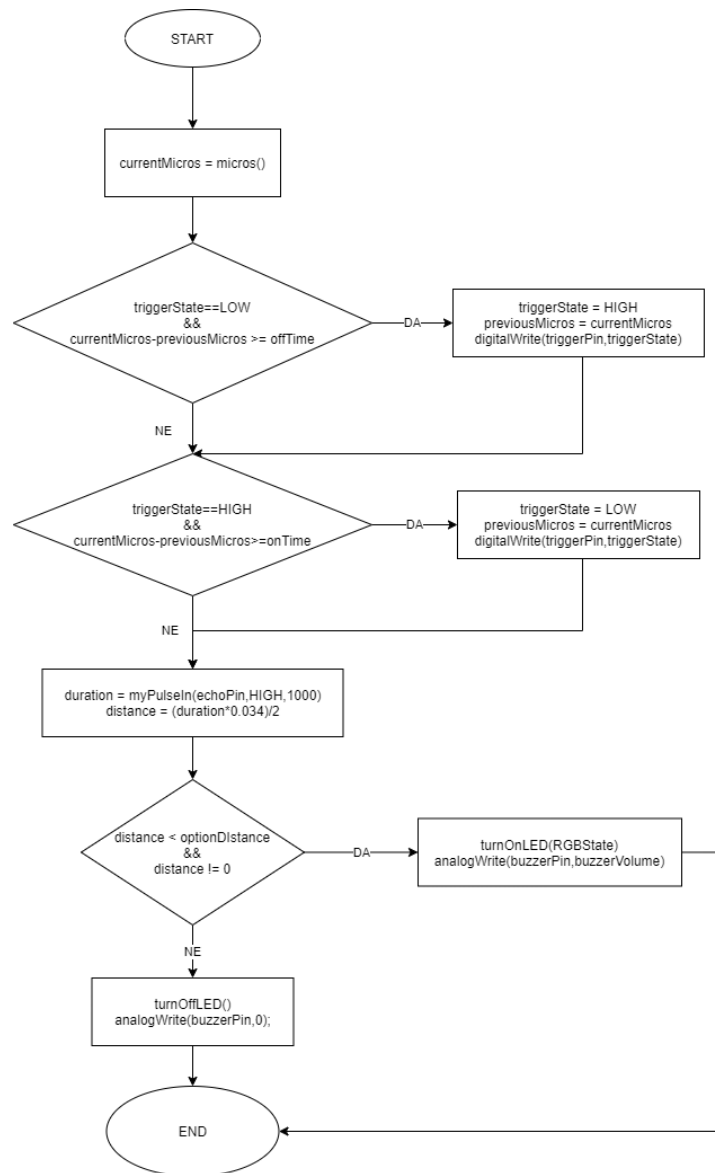 START
currentMicros = micros()
triggerState==LOW
&&
currentMicros-previousMicros >= offTime
DA
triggerState = HIGH
previousMicros = currentMicros
digitalWrite(triggerPin,triggerState)
NE
triggerState==HIGH
&&
currentMicros-previousMicros>=onTime
DA
triggerState = LOW
previousMicros = currentMicros
digitalWrite(triggerPin,triggerState)
NE
duration = myPulseIn(echoPin,HIGH,1000)
distance = (duration*0.034)/2
distance < optionDIstance
&&
distance != 0
DA
turnOnLED(RGBState)
analogWrite(buzzerPin,buzzerVolume)
NE
turnOffLED()
analogWrite(buzzerPin,0);
END